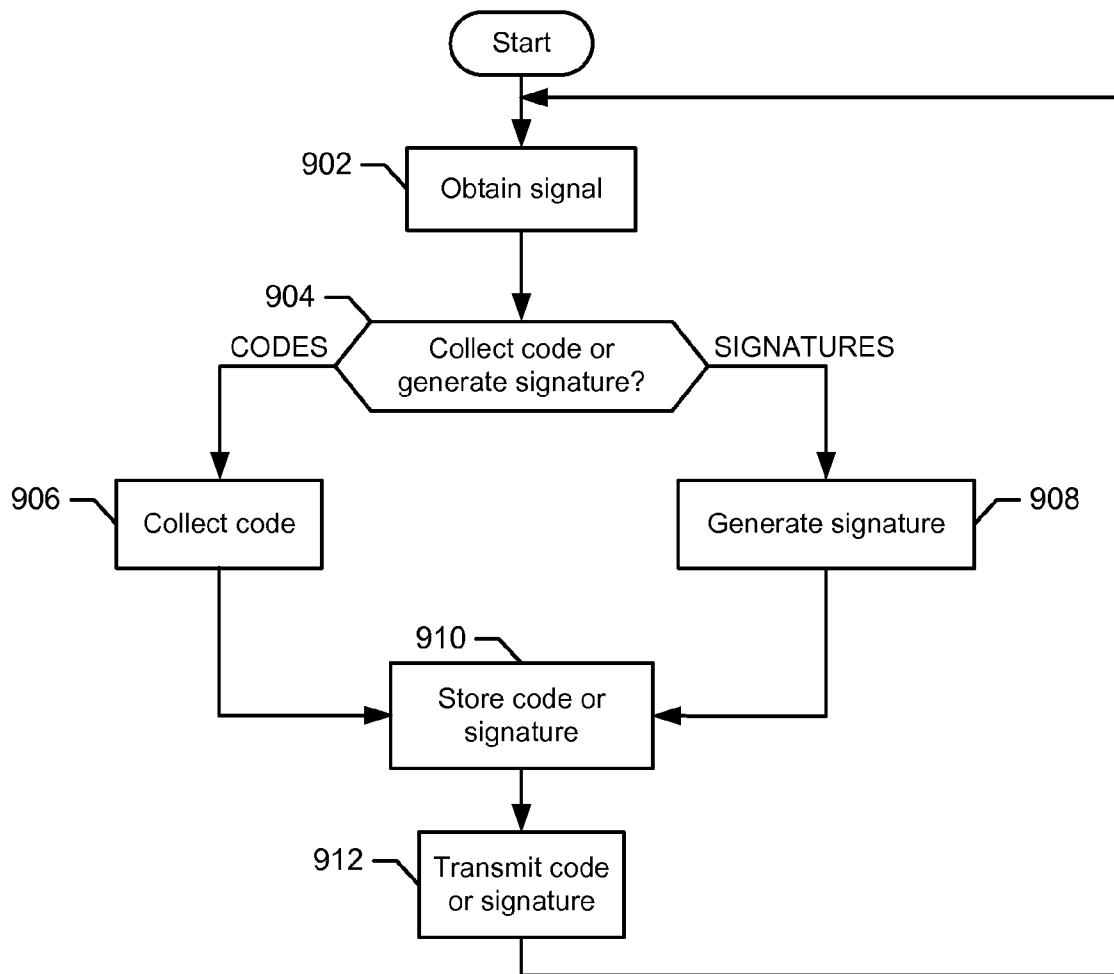 Start
902
Obtain signal
904
CODES
Collect code or
generate signature?
SIGNATURES
906
Collect code
Generate signature
908
910
Store code or
signature
912
Transmit code
or signature